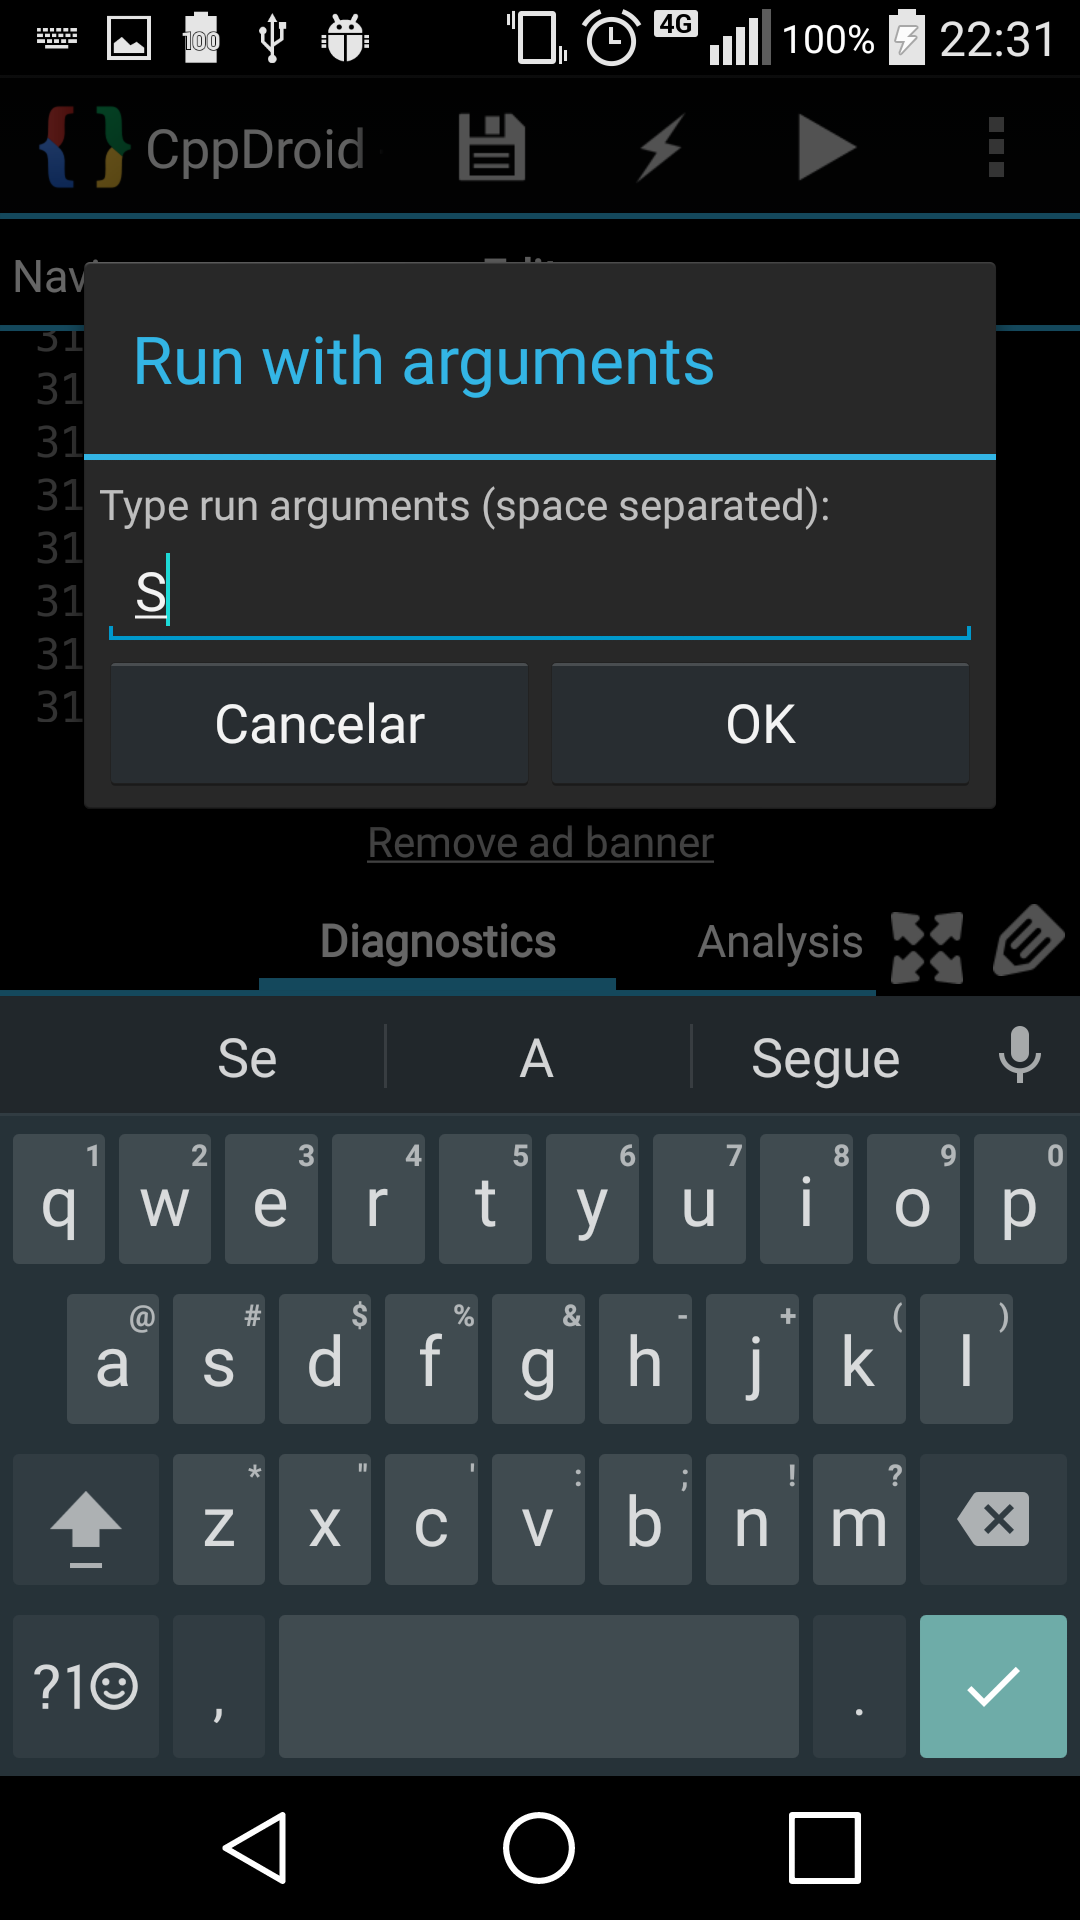 100 4G 100% 22:31
CppDroid
Navi Edit
31
31
31
31
31
31
31
31
Run with arguments
Type run arguments (space separated):
S
Cancelar OK
Remove ad banner
Diagnostics Analysis
Se A Segue
1 2 3 4 5 6 7 8 9 0
q w e r t y u i o p
@ # $ % & - + ( )
a s d f g h j k l
* " ' : ; ! ?
z x c v b n m
?1☺ , .